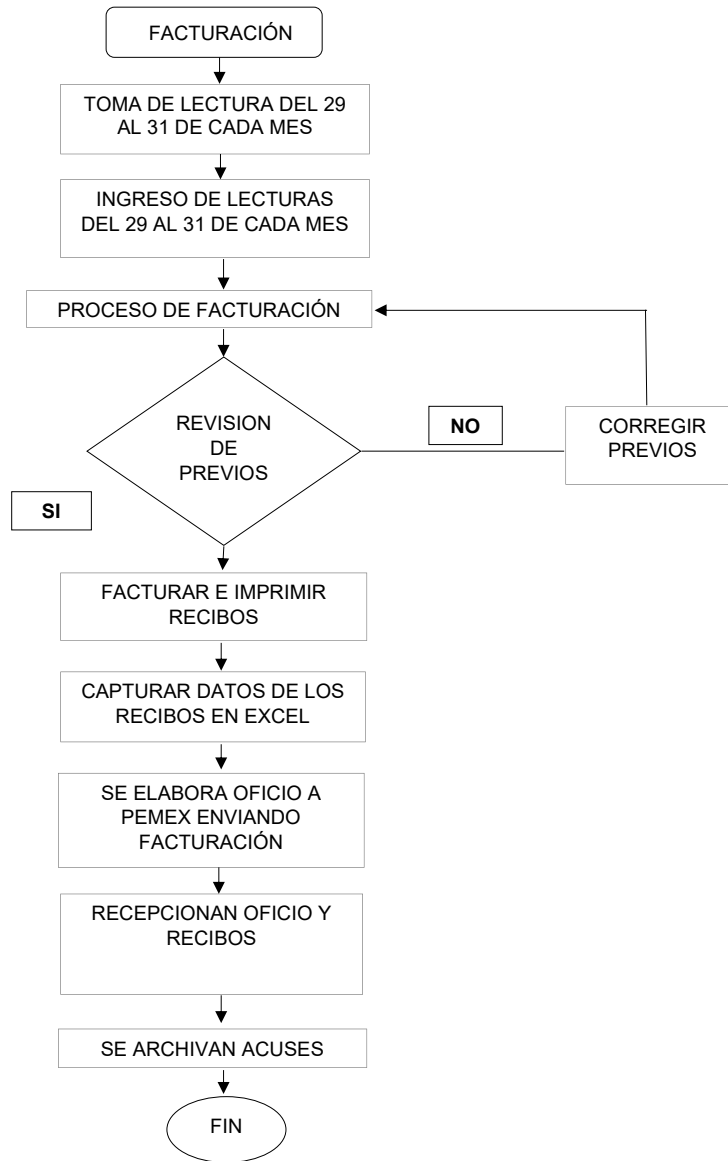 FACTURACIÓN
TOMA DE LECTURA DEL 29
AL 31 DE CADA MES
INGRESO DE LECTURAS
DEL 29 AL 31 DE CADA MES
PROCESO DE FACTURACIÓN
REVISION
DE
PREVIOS
NO
CORREGIR
PREVIOS
SI
FACTURAR E IMPRIMIR
RECIBOS
CAPTURAR DATOS DE LOS
RECIBOS EN EXCEL
SE ELABORA OFICIO A
PEMEX ENVIANDO
FACTURACIÓN
RECEPCIONAN OFICIO Y
RECIBOS
SE ARCHIVAN ACUSES
FIN